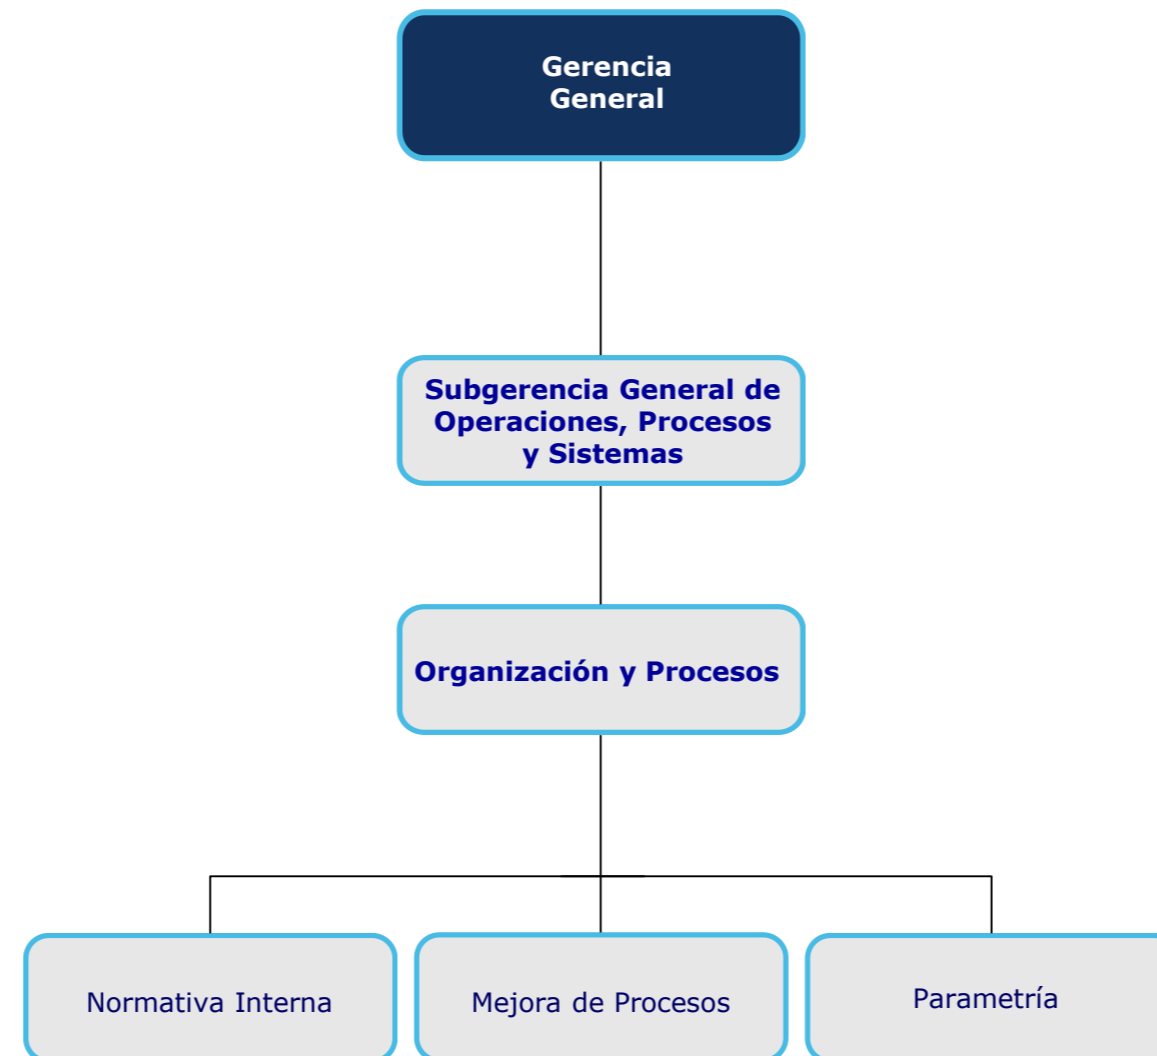 Gerencia
General
Subgerencia General de
Operaciones, Procesos
y Sistemas
Organización y Procesos
Normativa Interna
Mejora de Procesos
Parametría